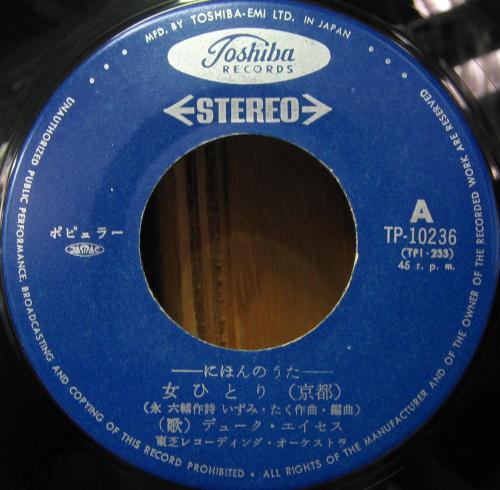 MFD. BY TOSHIBA-EMI LTD. IN JAPAN
Toshiba
RECORDS
STEREO
A
TP-10236
(TPI-233)
45 r. p. m.
ポピュラー
JASRAC
にほんのうた
女ひとり (京都)
(永 六輔作詩 いずみ・たく作曲・編曲)
(歌) デューク・エイセス
東芝レコーディング・オーケストラ
UNAUTHORIZED PUBLIC PERFORMANCE, BROADCASTING AND COPYING OF THIS RECORD PROHIBITED • ALL RIGHTS OF THE MANUFACTURER AND OF THE OWNER OF THE RECORDED WORK ARE RESERVED